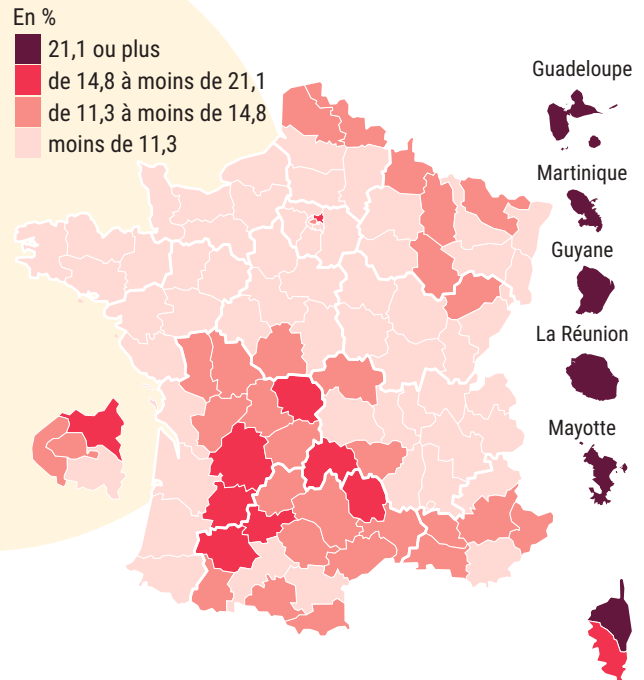 En %
21,1 ou plus
de 14,8 à moins de 21,1
de 11,3 à moins de 14,8
moins de 11,3
Guadeloupe
Martinique
Guyane
La Réunion
Mayotte